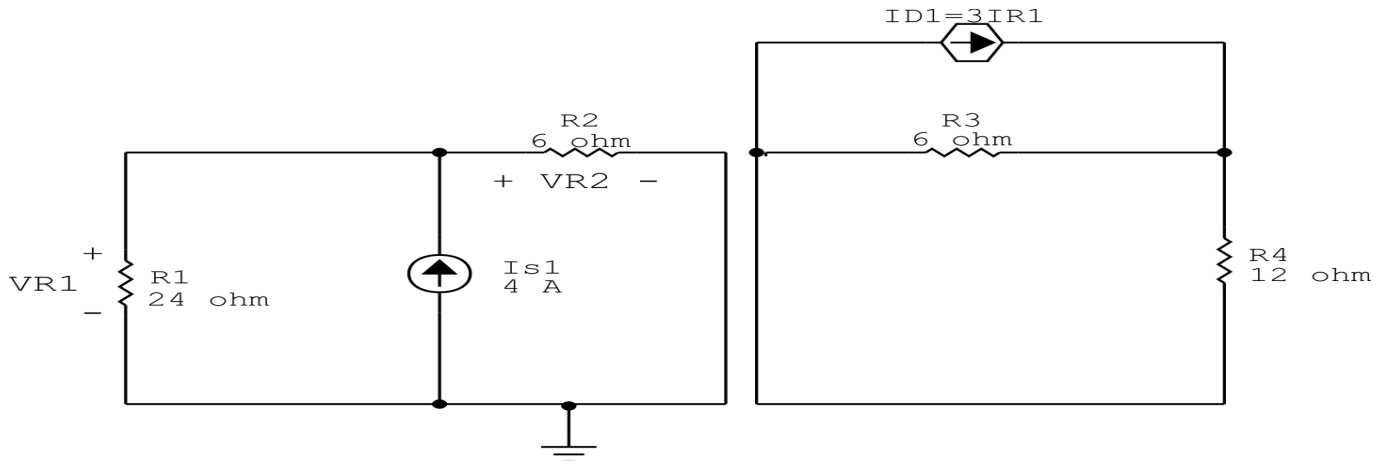 ID1=3IR1
R2
6 ohm
+ VR2 -
R3
6 ohm
+
VR1
-
R1
24 ohm
Is1
4 A
R4
12 ohm